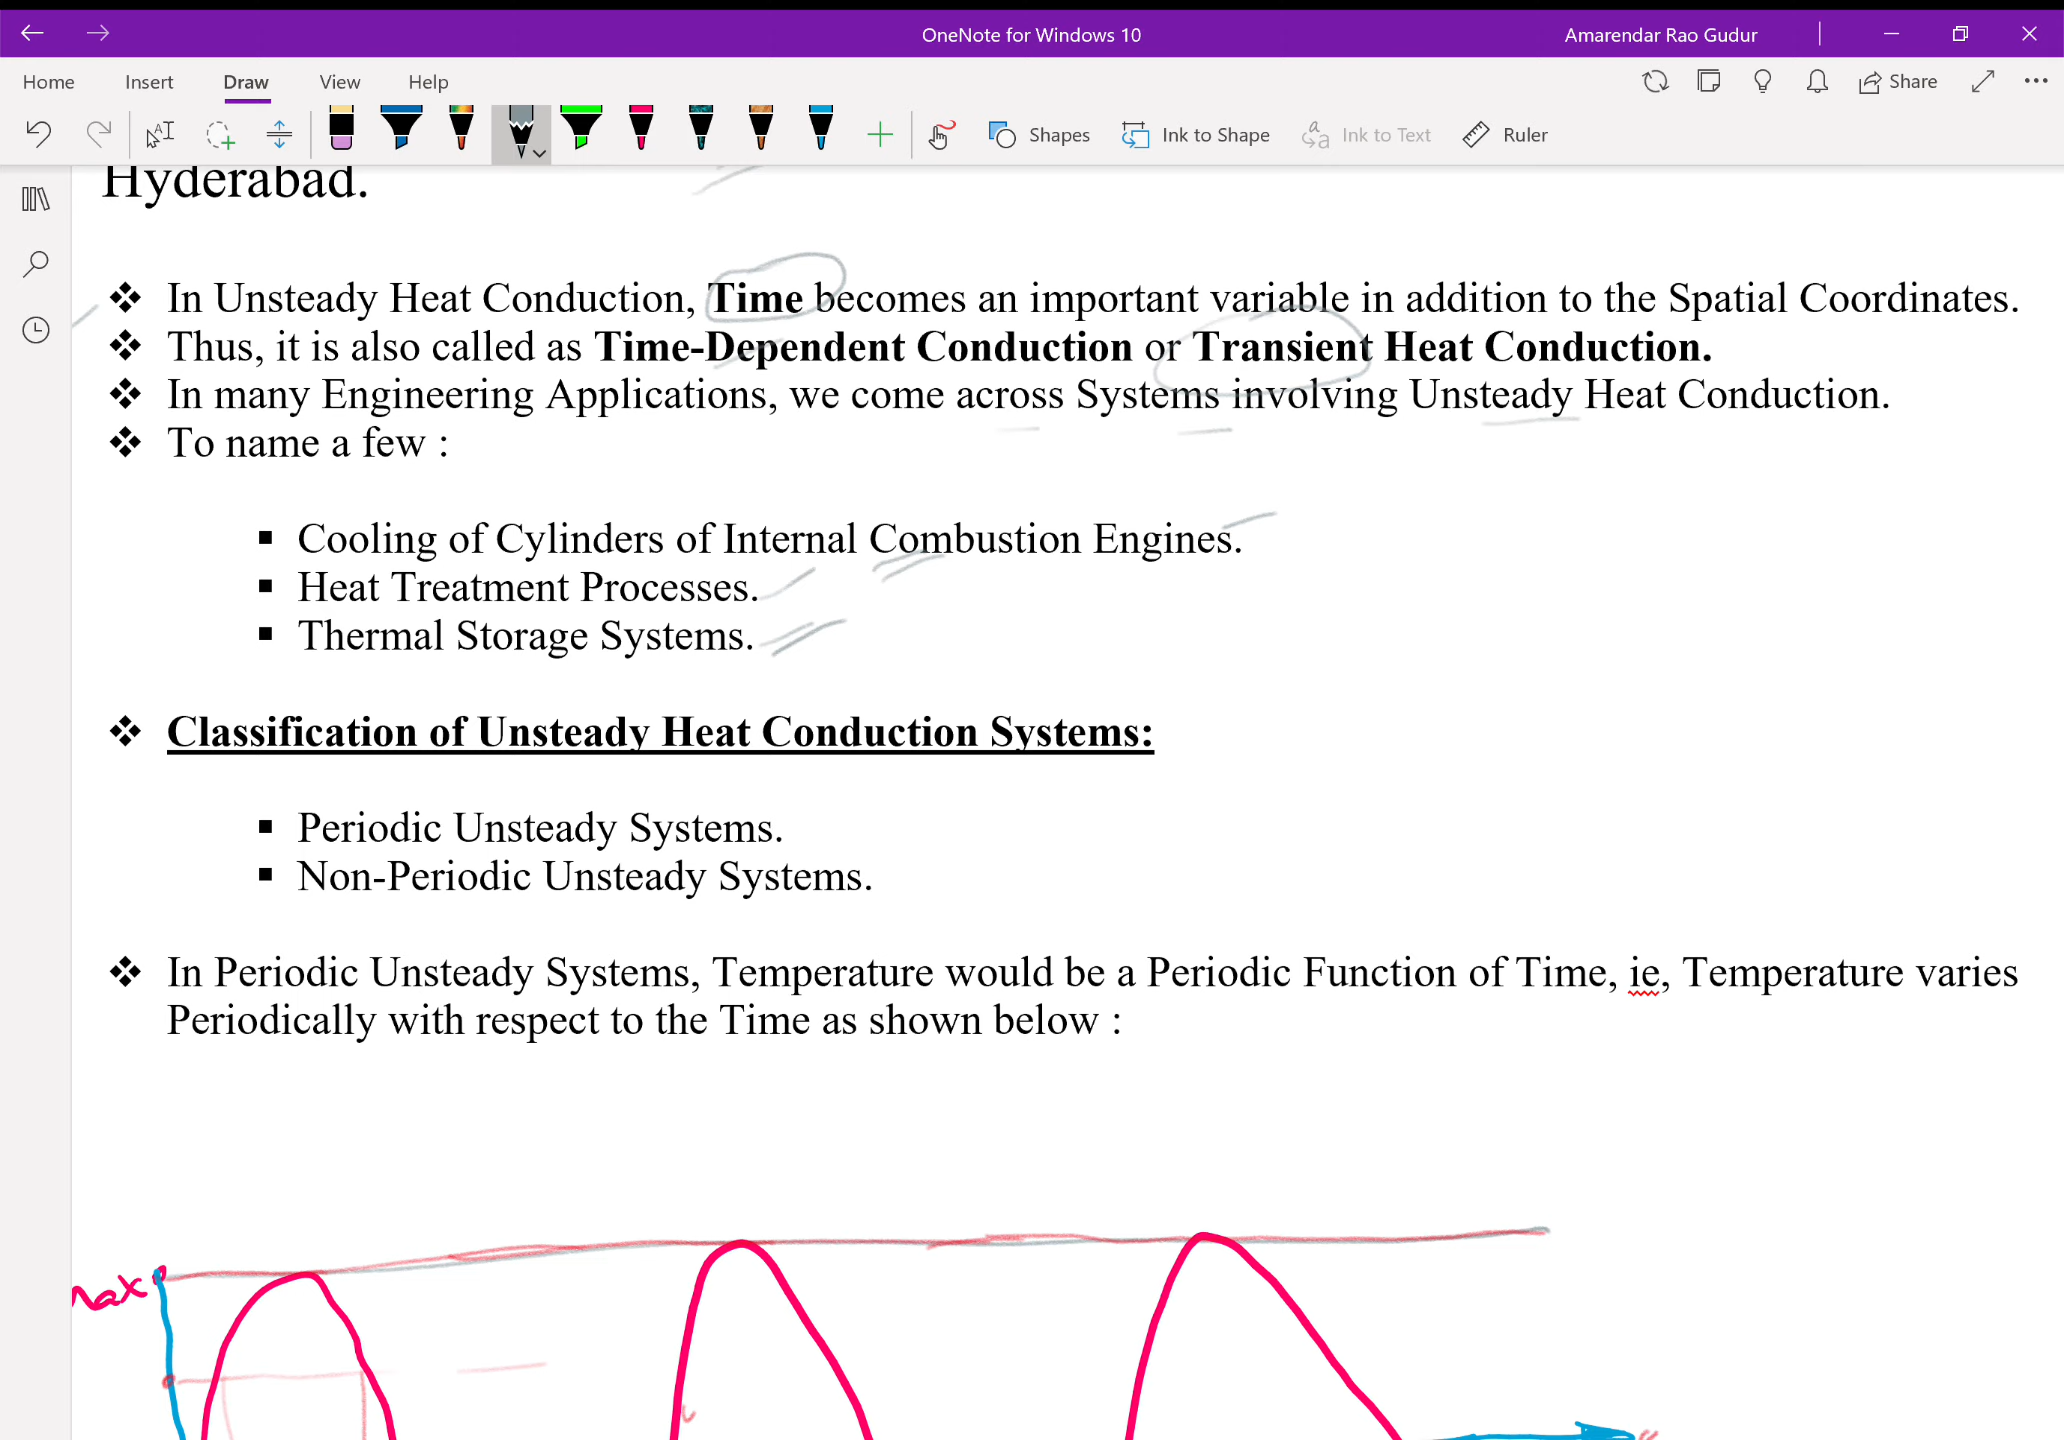 OneNote for Windows 10
Amarendar Rao Gudur
Home Insert Draw View Help
Share
Shapes Ink to Shape Ink to Text Ruler
Hyderabad.
❖ In Unsteady Heat Conduction, Time becomes an important variable in addition to the Spatial Coordinates.
❖ Thus, it is also called as Time-Dependent Conduction or Transient Heat Conduction.
❖ In many Engineering Applications, we come across Systems involving Unsteady Heat Conduction.
❖ To name a few :
▪ Cooling of Cylinders of Internal Combustion Engines.
▪ Heat Treatment Processes.
▪ Thermal Storage Systems.
❖ Classification of Unsteady Heat Conduction Systems:
▪ Periodic Unsteady Systems.
▪ Non-Periodic Unsteady Systems.
❖ In Periodic Unsteady Systems, Temperature would be a Periodic Function of Time, ie, Temperature varies
Periodically with respect to the Time as shown below :
max